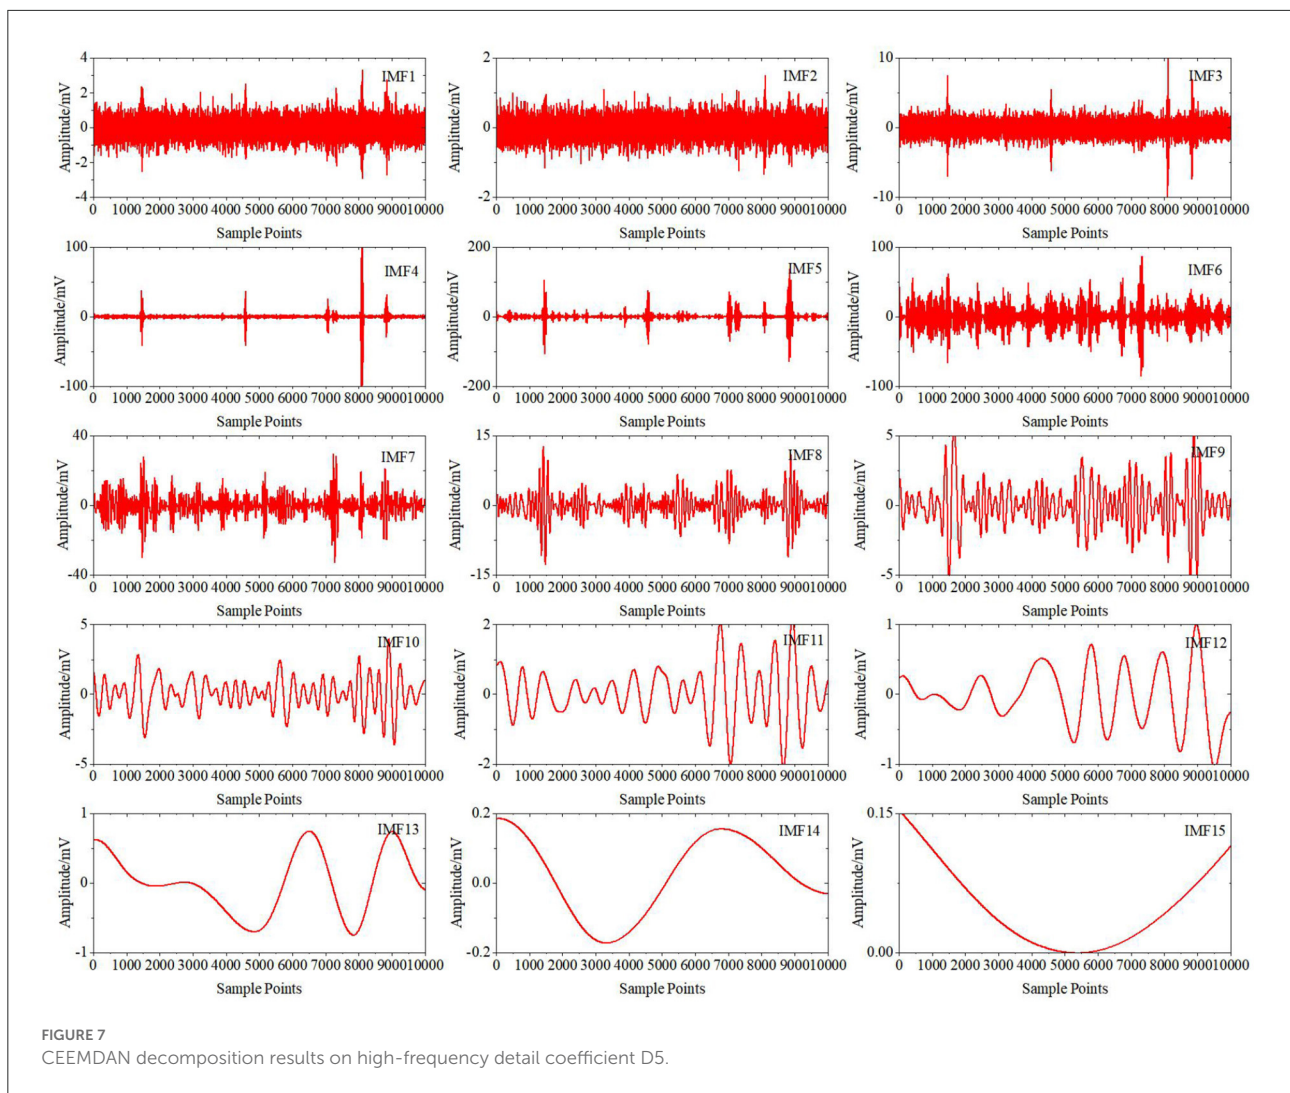 4
2
0
-2
-4
Amplitude/mV
IMF1
0 1000 2000 3000 4000 5000 6000 7000 8000 900010000
Sample Points
2
0
-2
Amplitude/mV
IMF2
0 1000 2000 3000 4000 5000 6000 7000 8000 900010000
Sample Points
10
5
0
-5
-10
Amplitude/mV
IMF3
0 1000 2000 3000 4000 5000 6000 7000 8000 900010000
Sample Points
100
50
0
-50
-100
Amplitude/mV
IMF4
0 1000 2000 3000 4000 5000 6000 7000 8000 900010000
Sample Points
200
100
0
-200
Amplitude/mV
IMF5
0 1000 2000 3000 4000 5000 6000 7000 8000 900010000
Sample Points
100
0
-100
Amplitude/mV
IMF6
0 1000 2000 3000 4000 5000 6000 7000 8000 900010000
Sample Points
40
0
-40
Amplitude/mV
IMF7
0 1000 2000 3000 4000 5000 6000 7000 8000 900010000
Sample Points
15
0
-15
Amplitude/mV
IMF8
0 1000 2000 3000 4000 5000 6000 7000 8000 900010000
Sample Points
5
0
-5
Amplitude/mV
IMF9
0 1000 2000 3000 4000 5000 6000 7000 8000 900010000
Sample Points
5
0
-5
Amplitude/mV
IMF10
0 1000 2000 3000 4000 5000 6000 7000 8000 900010000
Sample Points
2
0
-2
Amplitude/mV
IMF11
0 1000 2000 3000 4000 5000 6000 7000 8000 900010000
Sample Points
1
0
-1
Amplitude/mV
IMF12
0 1000 2000 3000 4000 5000 6000 7000 8000 900010000
Sample Points
1
0
-1
Amplitude/mV
IMF13
0 1000 2000 3000 4000 5000 6000 7000 8000 900010000
Sample Points
0.2
0.0
-0.2
Amplitude/mV
IMF14
0 1000 2000 3000 4000 5000 6000 7000 8000 900010000
Sample Points
0.15
0.00
Amplitude/mV
IMF15
0 1000 2000 3000 4000 5000 6000 7000 8000 900010000
Sample Points
FIGURE 7
CEEMDAN decomposition results on high-frequency detail coefficient D5.